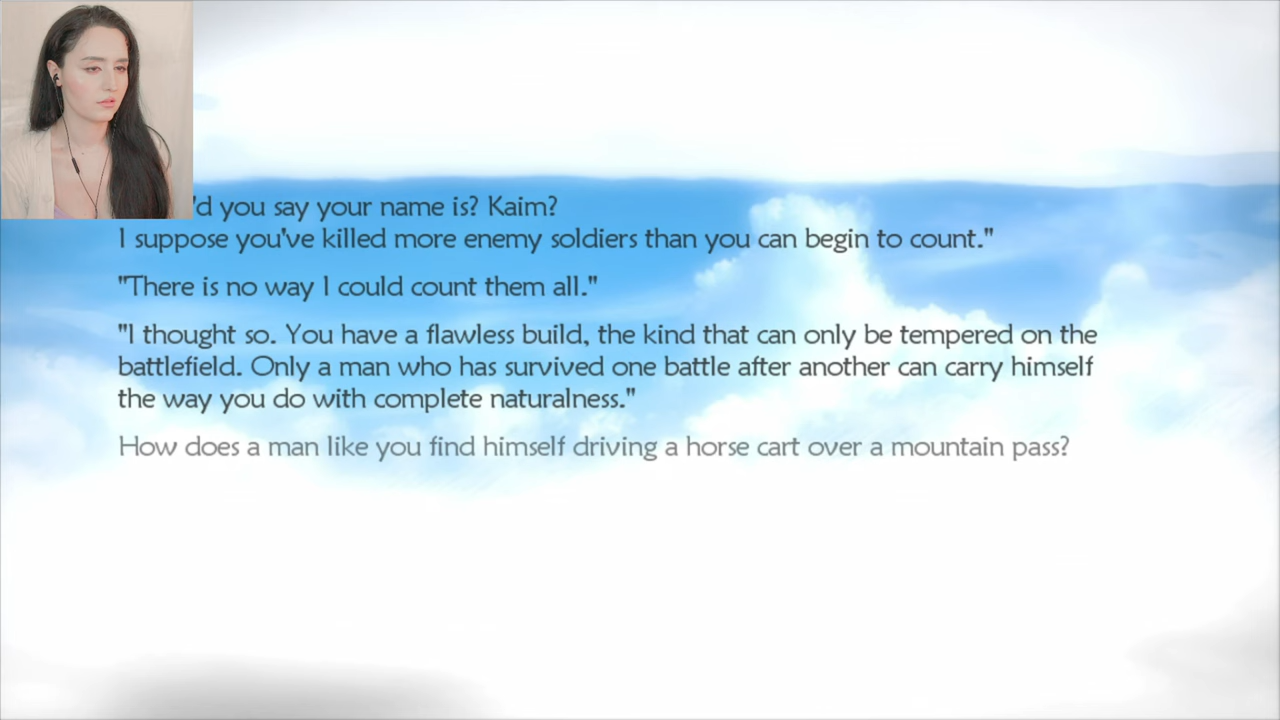 'd you say your name is? Kaim?
I suppose you've killed more enemy soldiers than you can begin to count."
"There is no way I could count them all."
"I thought so. You have a flawless build, the kind that can only be tempered on the
battlefield. Only a man who has survived one battle after another can carry himself
the way you do with complete naturalness."
How does a man like you find himself driving a horse cart over a mountain pass?